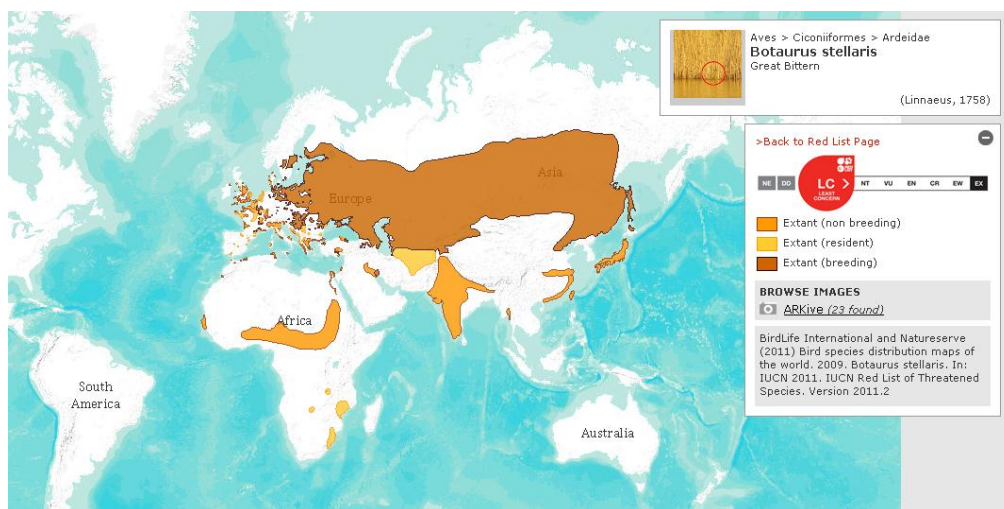 Aves > Ciconiiformes > Ardeidae
Botaurus stellaris
Great Bittern
(Linnaeus, 1758)
>Back to Red List Page
NE DD LC > NT VU EN CR EW EX
LEAST
CONCERN
Extant (non breeding)
Extant (resident)
Extant (breeding)
BROWSE IMAGES
ARKive (23 found)
BirdLife International and Natureserve
(2011) Bird species distribution maps of
the world. 2009. Botaurus stellaris. In:
IUCN 2011. IUCN Red List of Threatened
Species. Version 2011.2
Asia
Europe
Africa
South
America
Australia